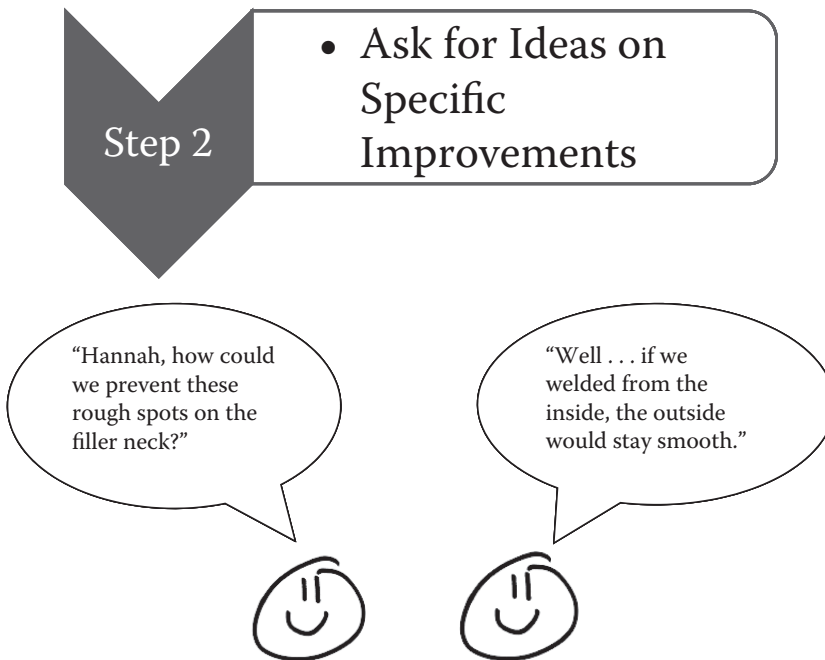 Step 2
• Ask for Ideas on
Specific
Improvements
“Hannah, how could
we prevent these
rough spots on the
filler neck?”
“Well . . . if we
welded from the
inside, the outside
would stay smooth.”